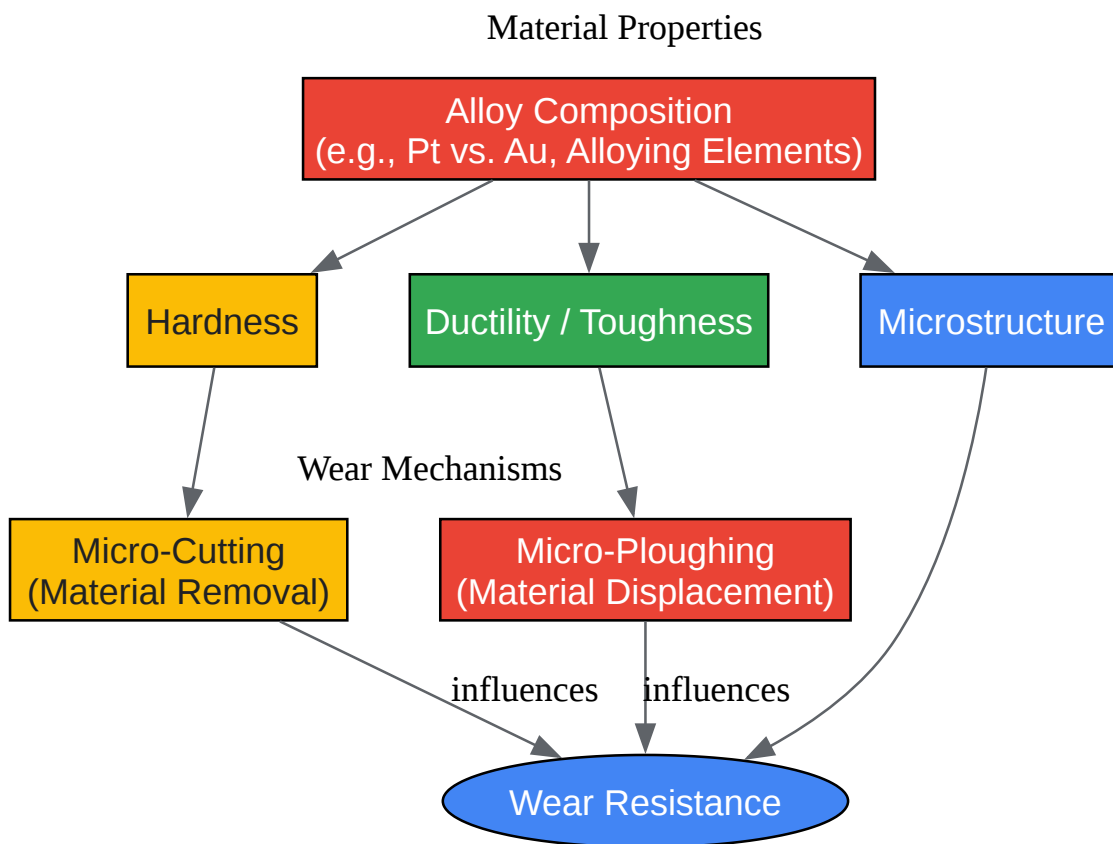 Material Properties
Alloy Composition
(e.g., Pt vs. Au, Alloying Elements)
Hardness
Ductility / Toughness
Microstructure
Wear Mechanisms
Micro-Cutting
(Material Removal)
Micro-Ploughing
(Material Displacement)
influences
influences
Wear Resistance